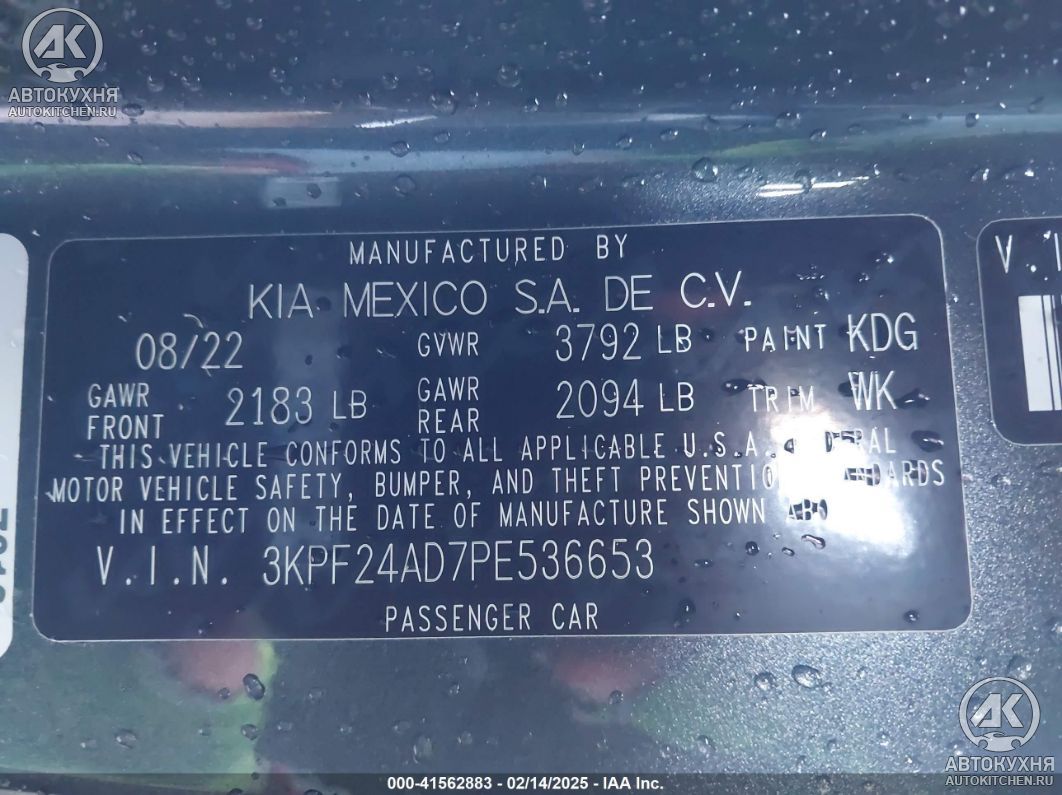 AK
АВТОКУХНЯ
AUTOKITCHEN.RU
MANUFACTURED BY
KIA MEXICO S.A. DE C.V.
08/22 GVWR 3792 LB PAINT KDG
GAWR FRONT 2183 LB GAWR REAR 2094 LB TRIM WK
THIS VEHICLE CONFORMS TO ALL APPLICABLE U.S.A.
MOTOR VEHICLE SAFETY, BUMPER, AND THEFT
IN EFFECT ON THE DATE OF MANUFACTURE SHOWN
V.I.N. 3KPF24AD7PE536653
PASSENGER CAR
V I
AK
АВТОКУХНЯ
AUTOKITCHEN.RU
000-41562883 - 02/14/2025 - IAA Inc.